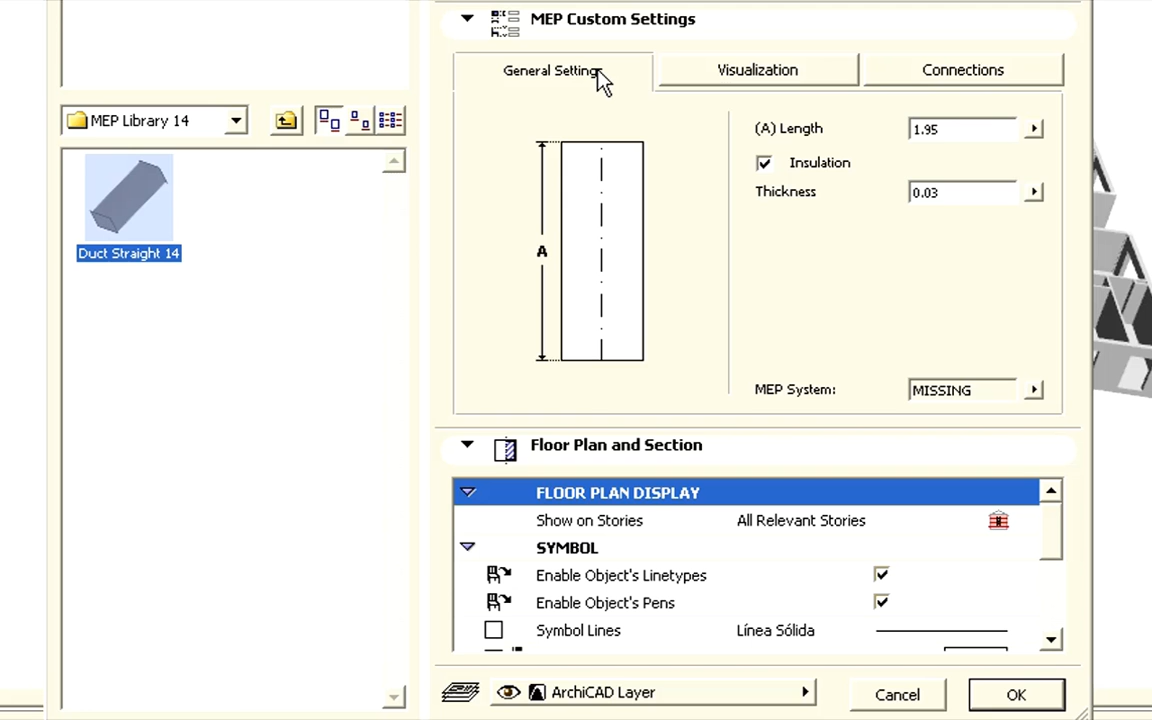 MEP Custom Settings
General Setting
Visualization
Connections
MEP Library 14
(A) Length
1.95
Insulation
Thickness
0.03
A
Duct Straight 14
MEP System:
MISSING
Floor Plan and Section
FLOOR PLAN DISPLAY
Show on Stories
All Relevant Stories
SYMBOL
Enable Object's Linetypes
Enable Object's Pens
Symbol Lines
Línea Sólida
ArchiCAD Layer
Cancel
OK